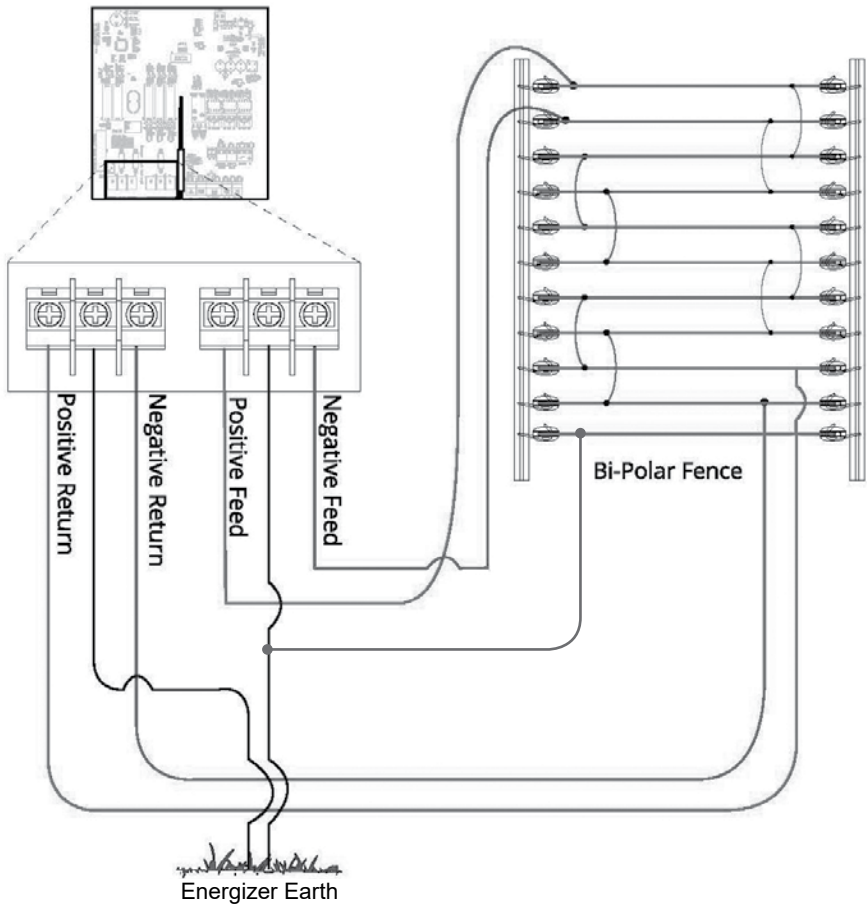 Positive Return
Negative Return
Positive Feed
Negative Feed
Bi-Polar Fence
Energizer Earth